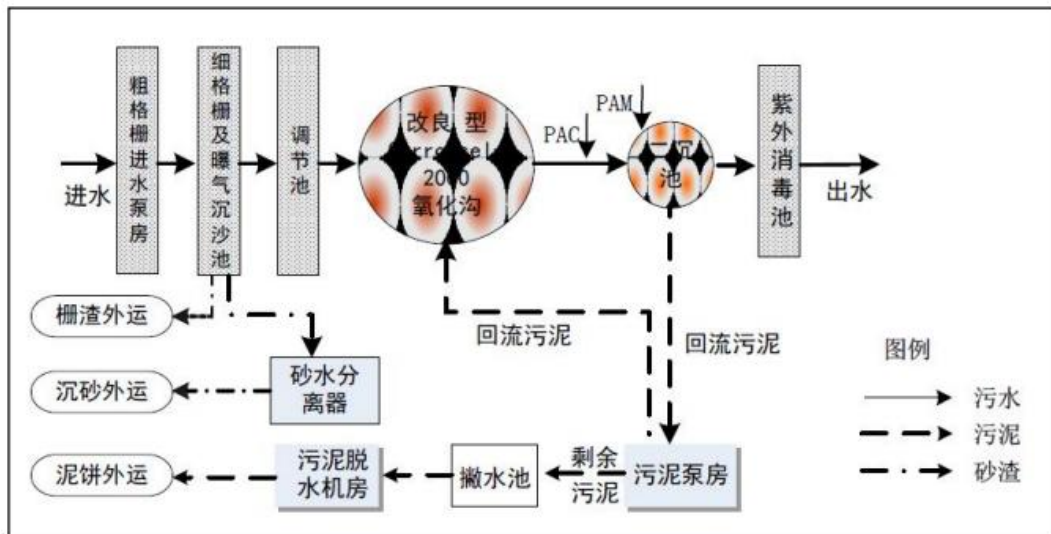 进水
粗格栅进水泵房
细格栅及曝气沉沙池
调节池
改良 型
2000
氧化沟
PAC
PAM
二沉
池
紫外消毒池
出水
栅渣外运
沉砂外运
泥饼外运
砂水分
离器
回流污泥
回流污泥
污泥脱
水机房
撇水池
剩余
污泥
污泥泵房
图例
污水
污泥
砂渣